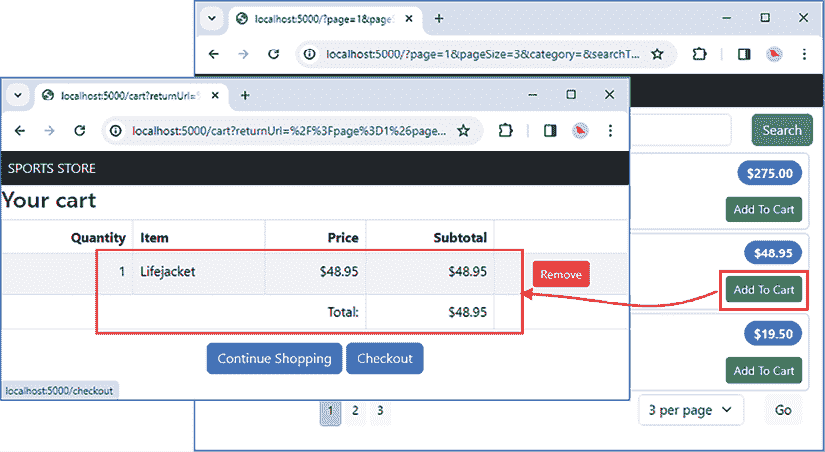 localhost:5000/?page=1&pageS
localhost:5000/?page=1&pageSize=3&category=&searchT...
localhost:5000/cart?returnUrl=
localhost:5000/cart?returnUrl=%2F%3Fpage%3D1%26page...
SPORTS STORE
Search
Your cart
$275.00
Add To Cart
Quantity Item Price Subtotal
1 Lifejacket $48.95 $48.95 Remove
$48.95
Add To Cart
Total: $48.95
$19.50
Continue Shopping Checkout
Add To Cart
localhost:5000/checkout
1 2 3
3 per page Go